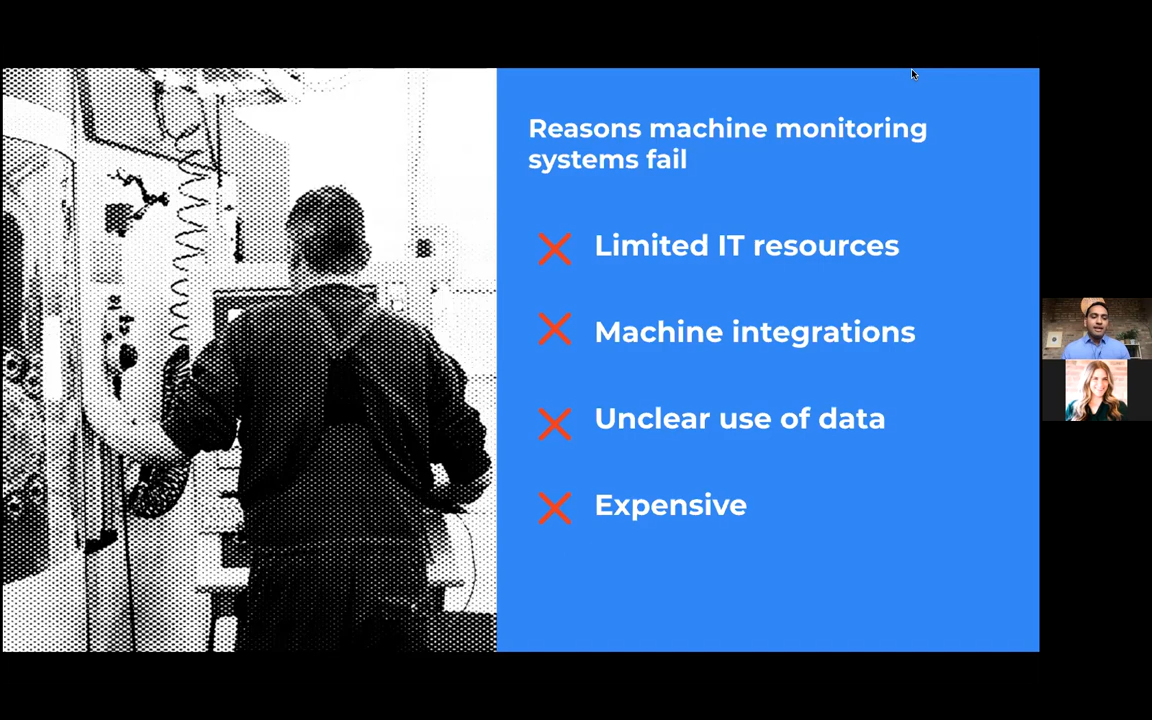 Reasons machine monitoring
systems fail
Limited IT resources
Machine integrations
Unclear use of data
Expensive